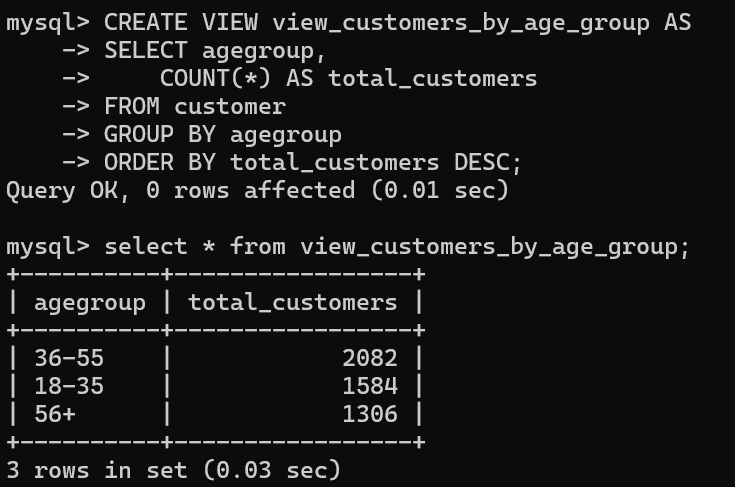 mysql> CREATE VIEW view_customers_by_age_group AS
    -> SELECT agegroup,
    ->     COUNT(*) AS total_customers
    -> FROM customer
    -> GROUP BY agegroup
    -> ORDER BY total_customers DESC;
Query OK, 0 rows affected (0.01 sec)

mysql> select * from view_customers_by_age_group;
+----------+-----------------+
| agegroup | total_customers |
+----------+-----------------+
| 36-55    |            2082 |
| 18-35    |            1584 |
| 56+      |            1306 |
+----------+-----------------+
3 rows in set (0.03 sec)